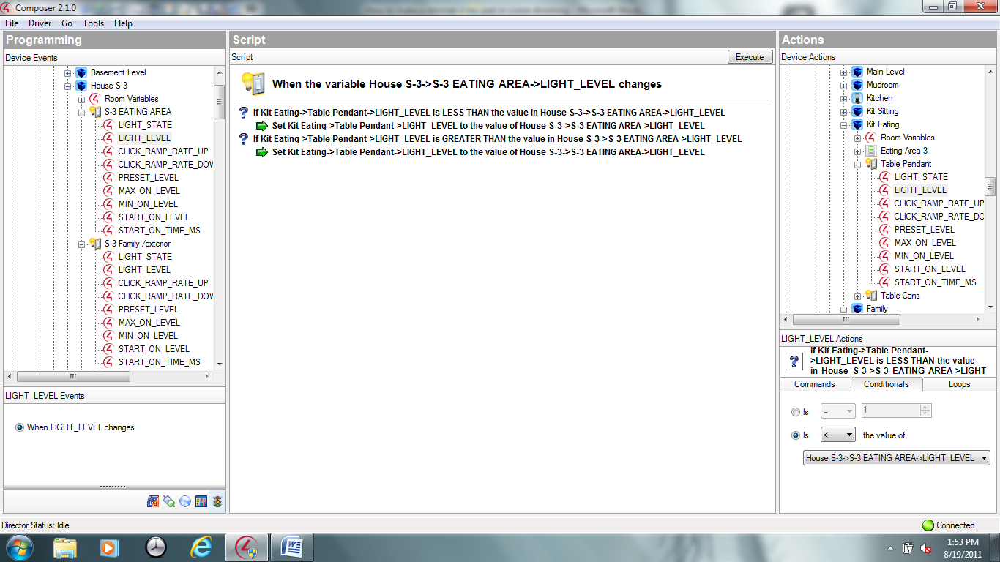 Composer 2.1.0
File Driver Go Tools Help
Programming
Device Events
Basement Level
House S-3
Room Variables
S-3 EATING AREA
LIGHT_STATE
LIGHT_LEVEL
CLICK_RAMP_RATE_UP
CLICK_RAMP_RATE_DOW
PRESET_LEVEL
MAX_ON_LEVEL
MIN_ON_LEVEL
START_ON_LEVEL
START_ON_TIME_MS
S-3 Family /exterior
LIGHT_STATE
LIGHT_LEVEL
CLICK_RAMP_RATE_UP
CLICK_RAMP_RATE_DOW
PRESET_LEVEL
MAX_ON_LEVEL
MIN_ON_LEVEL
START_ON_LEVEL
START_ON_TIME_MS
LIGHT_LEVEL Events
When LIGHT_LEVEL changes
Script
Script Execute
When the variable House S-3->S-3 EATING AREA->LIGHT_LEVEL changes
If Kit Eating->Table Pendant->LIGHT_LEVEL is LESS THAN the value in House S-3->S-3 EATING AREA->LIGHT_LEVEL
Set Kit Eating->Table Pendant->LIGHT_LEVEL to the value of House S-3->S-3 EATING AREA->LIGHT_LEVEL
If Kit Eating->Table Pendant->LIGHT_LEVEL is GREATER THAN the value in House S-3->S-3 EATING AREA->LIGHT_LEVEL
Set Kit Eating->Table Pendant->LIGHT_LEVEL to the value of House S-3->S-3 EATING AREA->LIGHT_LEVEL
Actions
Device Actions
Main Level
Mudroom
Kitchen
Kit Sitting
Kit Eating
Room Variables
Eating Area-3
Table Pendant
LIGHT_STATE
LIGHT_LEVEL
CLICK_RAMP_RATE_UP
CLICK_RAMP_RATE_DO
PRESET_LEVEL
MAX_ON_LEVEL
MIN_ON_LEVEL
START_ON_LEVEL
START_ON_TIME_MS
Table Cans
Family
LIGHT_LEVEL Actions
If Kit Eating->Table Pendant-
>LIGHT_LEVEL is LESS THAN the value
in House S-3->S-3 EATING AREA->LIGHT
Commands Conditionals Loops
Is = 1
Is < the value of
House S-3->S-3 EATING AREA->LIGHT_LEVEL
Director Status: Idle
Connected
1:53 PM
8/19/2011